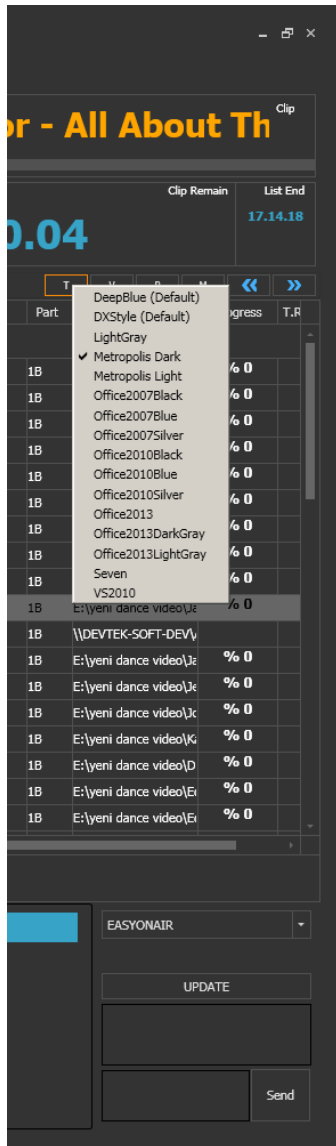 Clip
or - All About Th
Clip Remain
List End
0.04
17.14.18
T
Part
T.R
DeepBlue (Default)
DXStyle (Default)
LightGray
Metropolis Dark
Metropolis Light
Office2007Black
Office2007Blue
Office2007Silver
Office2010Black
Office2010Blue
Office2010Silver
Office2013
Office2013DarkGray
Office2013LightGray
Seven
VS2010
1B % 0
1B % 0
1B % 0
1B % 0
1B % 0
1B % 0
1B % 0
1B % 0
1B % 0
1B E:\yeni dance video\Ja % 0
1B \\DEVTEK-SOFT-DEV\
1B E:\yeni dance video\Ja % 0
1B E:\yeni dance video\Je % 0
1B E:\yeni dance video\Jo % 0
1B E:\yeni dance video\Ka % 0
1B E:\yeni dance video\D % 0
1B E:\yeni dance video\Ed % 0
1B E:\yeni dance video\E % 0
EASYONAIR
UPDATE
Send